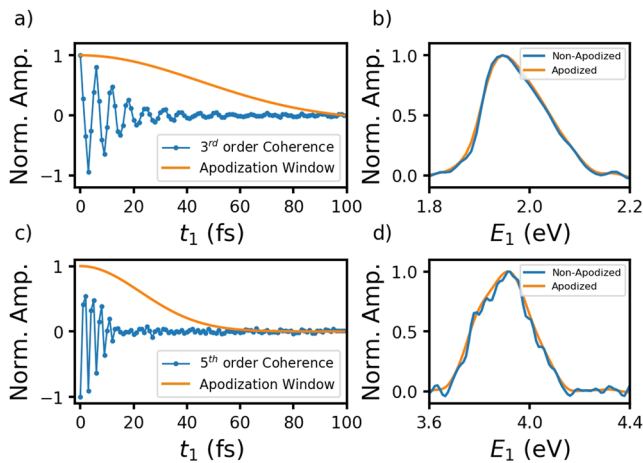 a)
Norm. Amp.
1
0
−1
3rd order Coherence
Apodization Window
0 20 40 60 80 100
t1 (fs)
b)
Norm. Amp.
1.0
0.5
0.0
Non-Apodized
Apodized
1.8 2.0 2.2
E1 (eV)
c)
Norm. Amp.
1
0
−1
5th order Coherence
Apodization Window
0 20 40 60 80 100
t1 (fs)
d)
Norm. Amp.
1.0
0.5
0.0
Non-Apodized
Apodized
3.6 4.0 4.4
E1 (eV)